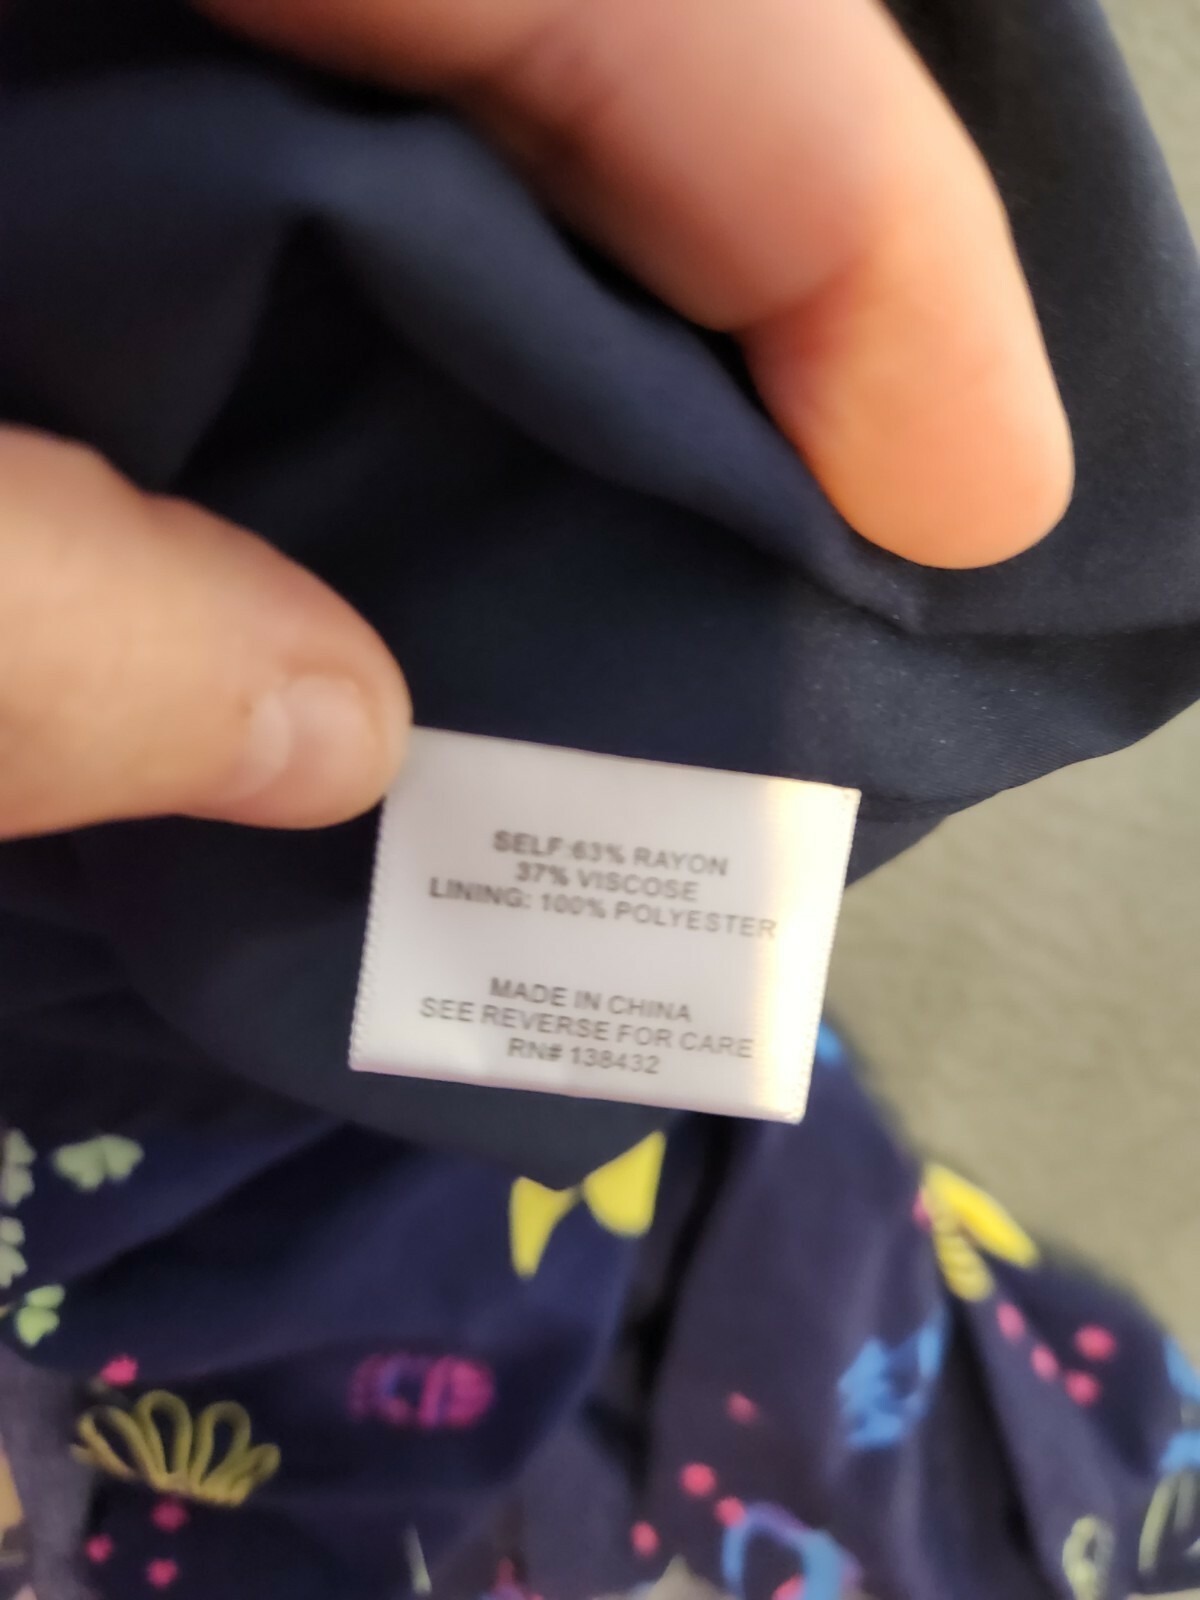 SELF:63% RAYON
37% VISCOSE
LINING: 100% POLYESTER
MADE IN CHINA
SEE REVERSE FOR CARE
RN# 138432